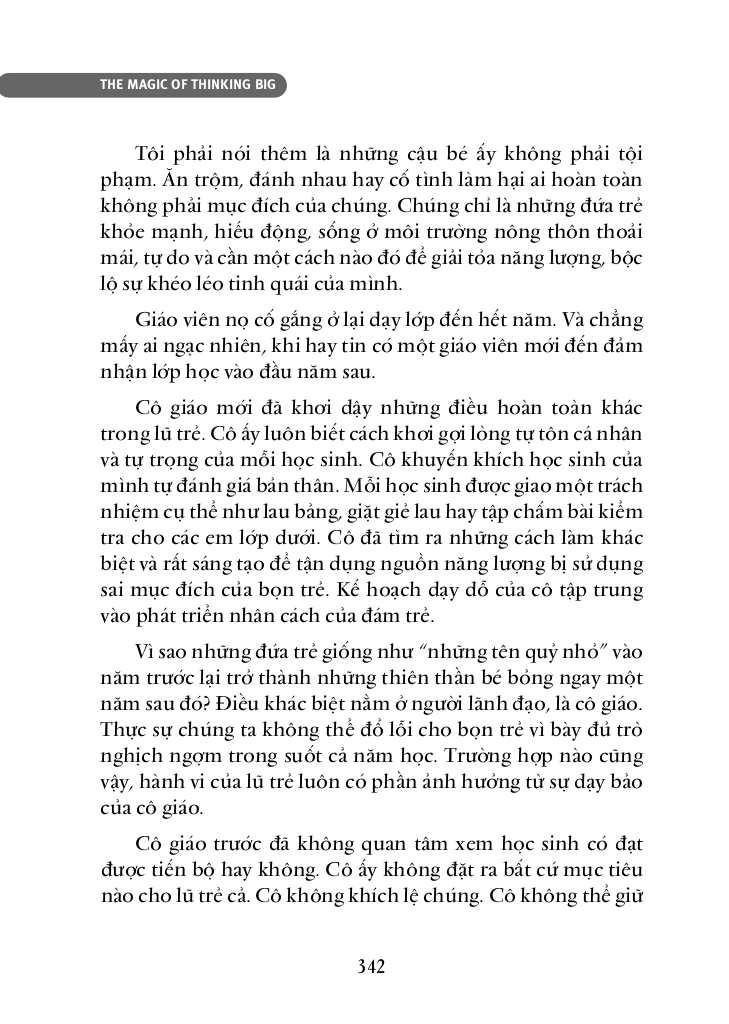 THE MAGIC OF THINKING BIG
Tôi phải nói thêm là những cậu bé ấy không phải tội
phạm. Ăn trộm, đánh nhau hay cố tình làm hại ai hoàn toàn
không phải mục đích của chúng. Chúng chỉ là những đứa trẻ
khỏe mạnh, hiếu động, sống ở môi trường nông thôn thoải
mái, tự do và cần một cách nào đó để giải tỏa năng lượng, bộc
lộ sự khéo léo tinh quái của mình.
Giáo viên nọ cố gắng ở lại dạy lớp đến hết năm. Và chẳng
mấy ai ngạc nhiên, khi hay tin có một giáo viên mới đến đảm
nhận lớp học vào đầu năm sau.
Cô giáo mới đã khơi dậy những điều hoàn toàn khác
trong lũ trẻ. Cô ấy luôn biết cách khơi gợi lòng tự tôn cá nhân
và tự trọng của mỗi học sinh. Cô khuyến khích học sinh của
mình tự đánh giá bản thân. Mỗi học sinh được giao một trách
nhiệm cụ thể như lau bảng, giặt giẻ lau hay tập chấm bài kiểm
tra cho các em lớp dưới. Cô đã tìm ra những cách làm khác
biệt và rất sáng tạo để tận dụng nguồn năng lượng bị sử dụng
sai mục đích của bọn trẻ. Kế hoạch dạy dỗ của cô tập trung
vào phát triển nhân cách của đám trẻ.
Vì sao những đứa trẻ giống như “những tên quỷ nhỏ” vào
năm trước lại trở thành những thiên thần bé bỏng ngay một
năm sau đó? Điều khác biệt nằm ở người lãnh đạo, là cô giáo.
Thực sự chúng ta không thể đổ lỗi cho bọn trẻ vì bày đủ trò
nghịch ngợm trong suốt cả năm học. Trường hợp nào cũng
vậy, hành vi của lũ trẻ luôn có phần ảnh hưởng từ sự dạy bảo
của cô giáo.
Cô giáo trước đã không quan tâm xem học sinh có đạt
được tiến bộ hay không. Cô ấy không đặt ra bất cứ mục tiêu
nào cho lũ trẻ cả. Cô không khích lệ chúng. Cô không thể giữ
342